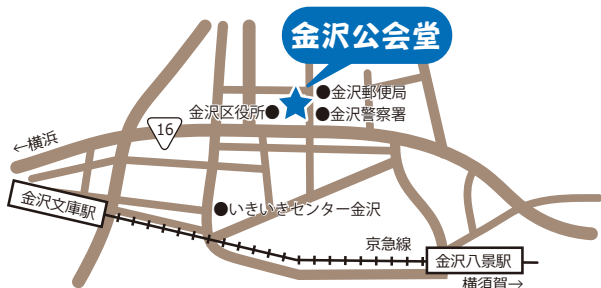 金沢公会堂
●金沢郵便局
金沢区役所●
●金沢警察署
16
←横浜
金沢文庫駅
●いきいきセンター金沢
京急線
金沢八景駅
横須賀→